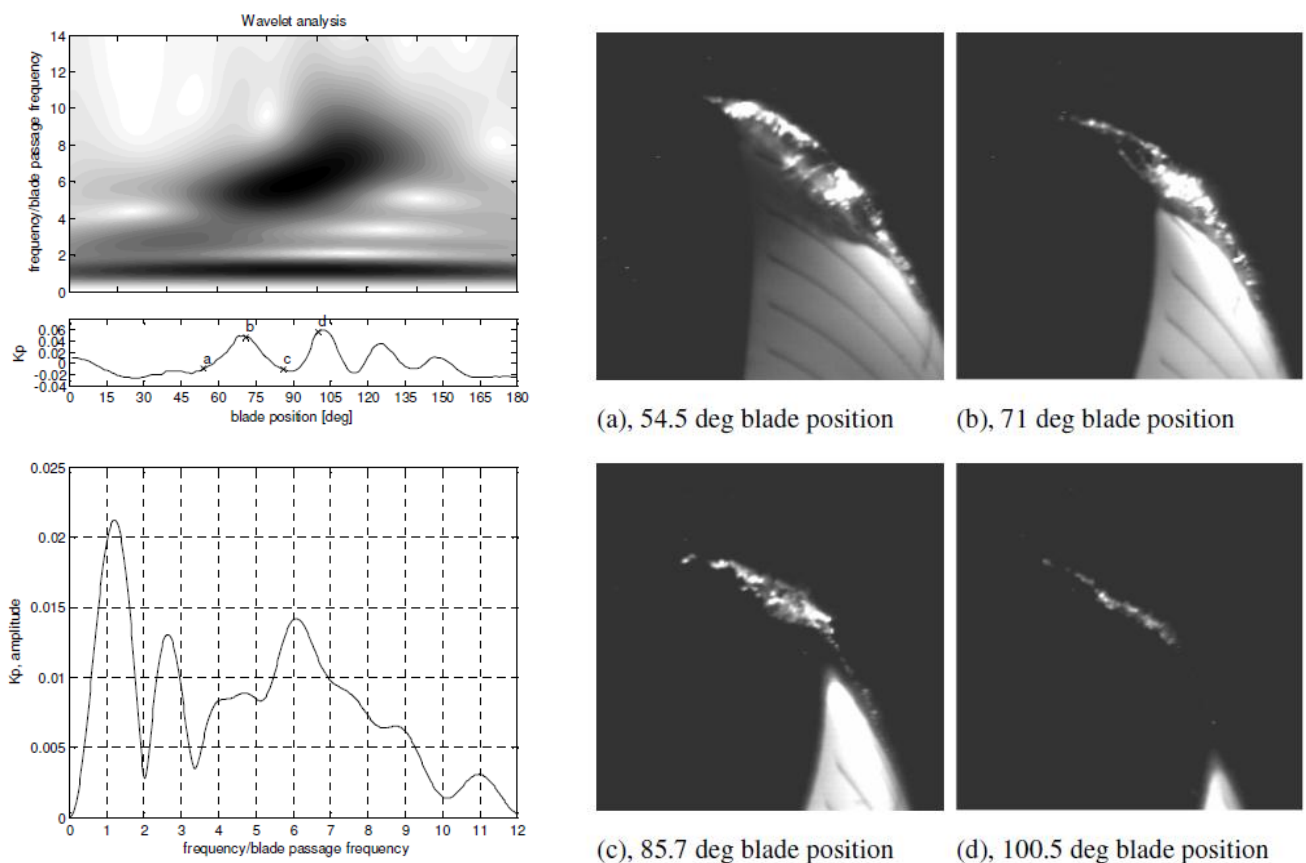 Wavelet analysis
14
12
10
8
6
4
2
0
frequency/blade passage frequency
0.06
0.04
0.02
0
-0.02
-0.04
Kp
a
b
c
d
0 15 30 45 60 75 90 105 120 135 150 165 180
blade position [deg]
0.025
0.02
0.015
0.01
0.005
0
Kp, amplitude
0 1 2 3 4 5 6 7 8 9 10 11 12
frequency/blade passage frequency
(a), 54.5 deg blade position
(b), 71 deg blade position
(c), 85.7 deg blade position
(d), 100.5 deg blade position